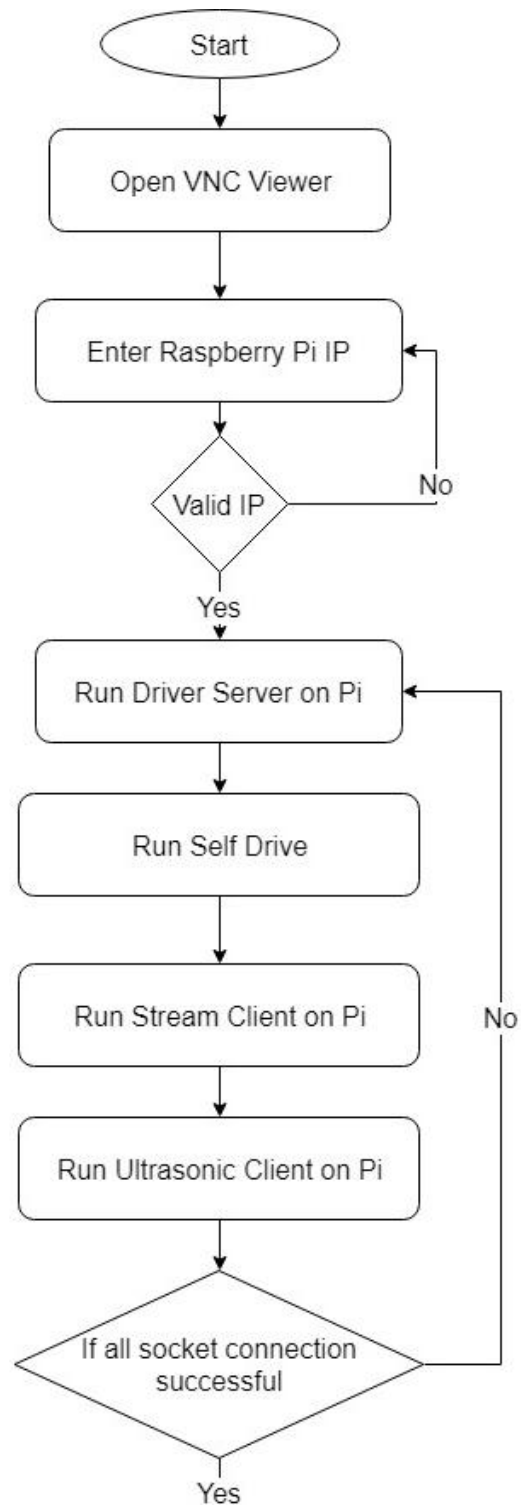 Start
Open VNC Viewer
Enter Raspberry Pi IP
Valid IP
No
Yes
Run Driver Server on Pi
Run Self Drive
Run Stream Client on Pi
No
Run Ultrasonic Client on Pi
If all socket connection
successful
Yes